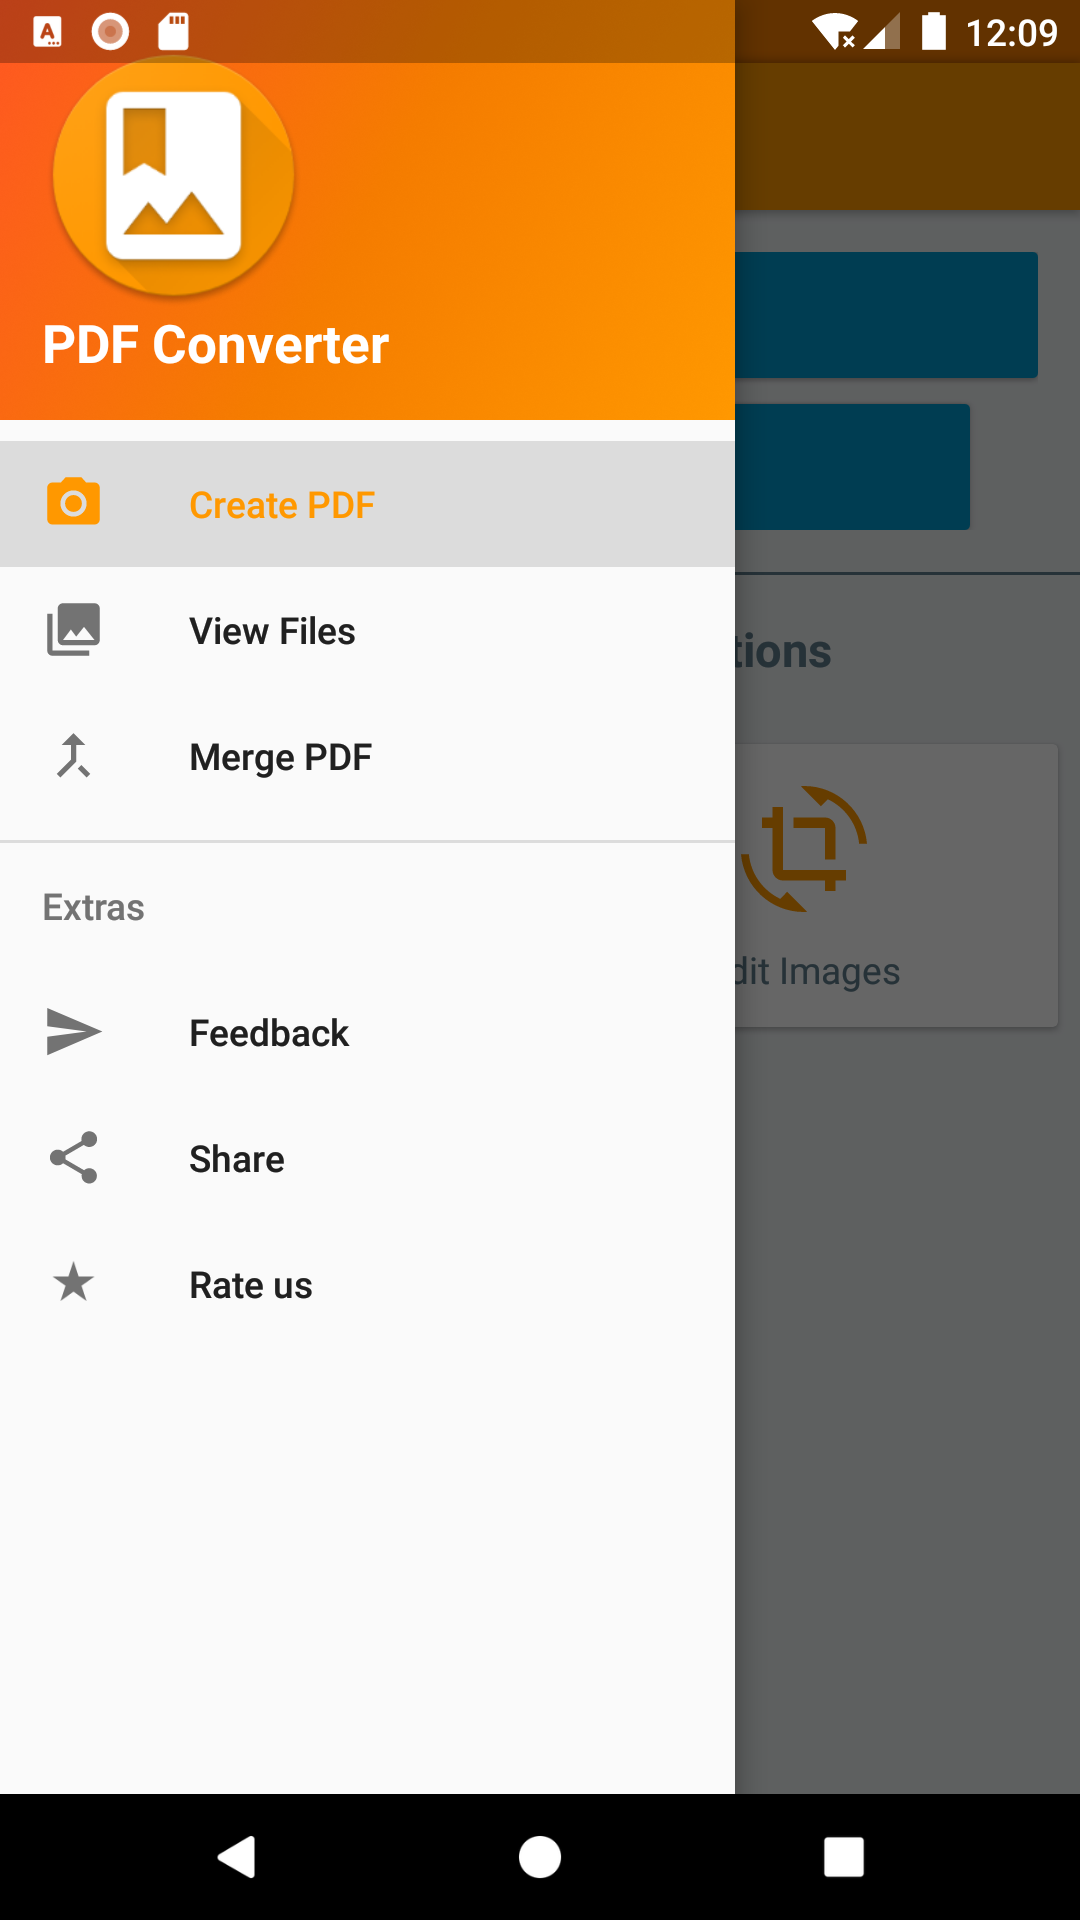 12:09
PDF Converter
Create PDF
View Files
Merge PDF
Extras
Feedback
Share
Rate us
tions
dit Images